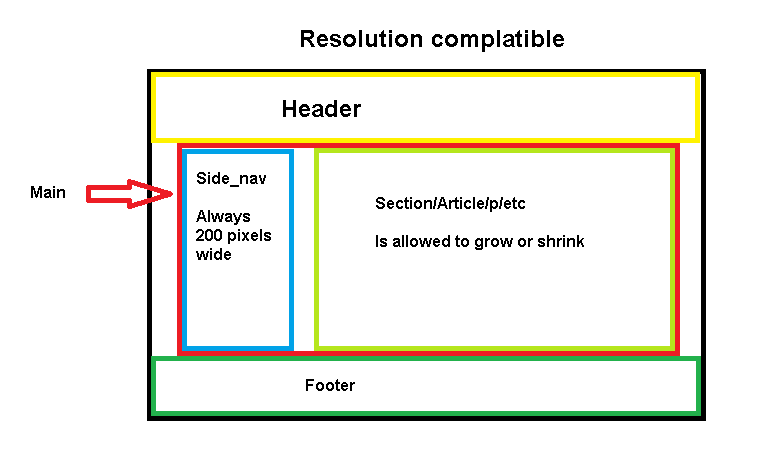 Resolution complatible
Header
Main
Side_nav
Always
200 pixels
wide
Section/Article/p/etc
Is allowed to grow or shrink
Footer